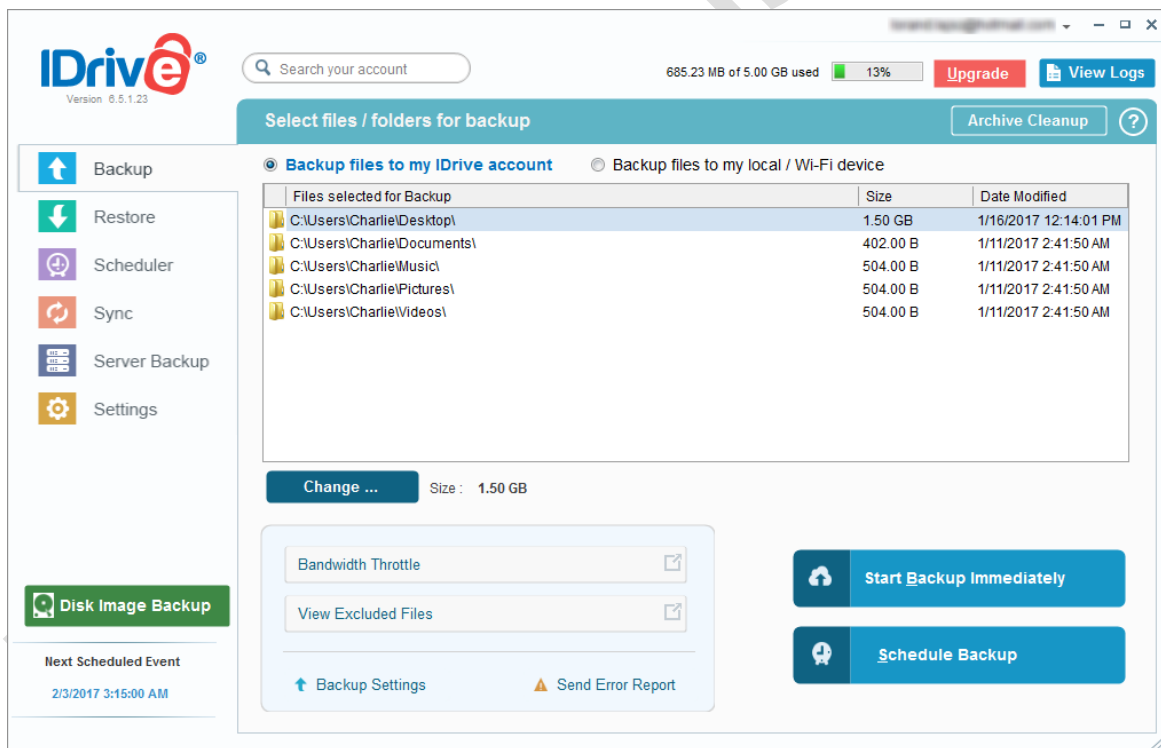 IDrive®
Version 6.5.1.23
Search your account
685.23 MB of 5.00 GB used 13% Upgrade View Logs
Select files / folders for backup Archive Cleanup ?
Backup
Restore
Scheduler
Sync
Server Backup
Settings
Disk Image Backup
Next Scheduled Event
2/3/2017 3:15:00 AM
Backup files to my IDrive account Backup files to my local / Wi-Fi device
Files selected for Backup Size Date Modified
C:\Users\Charlie\Desktop\ 1.50 GB 1/16/2017 12:14:01 PM
C:\Users\Charlie\Documents\ 402.00 B 1/11/2017 2:41:50 AM
C:\Users\Charlie\Music\ 504.00 B 1/11/2017 2:41:50 AM
C:\Users\Charlie\Pictures\ 504.00 B 1/11/2017 2:41:50 AM
C:\Users\Charlie\Videos\ 504.00 B 1/11/2017 2:41:50 AM
Change ... Size : 1.50 GB
Bandwidth Throttle
View Excluded Files
Backup Settings Send Error Report
Start Backup Immediately
Schedule Backup